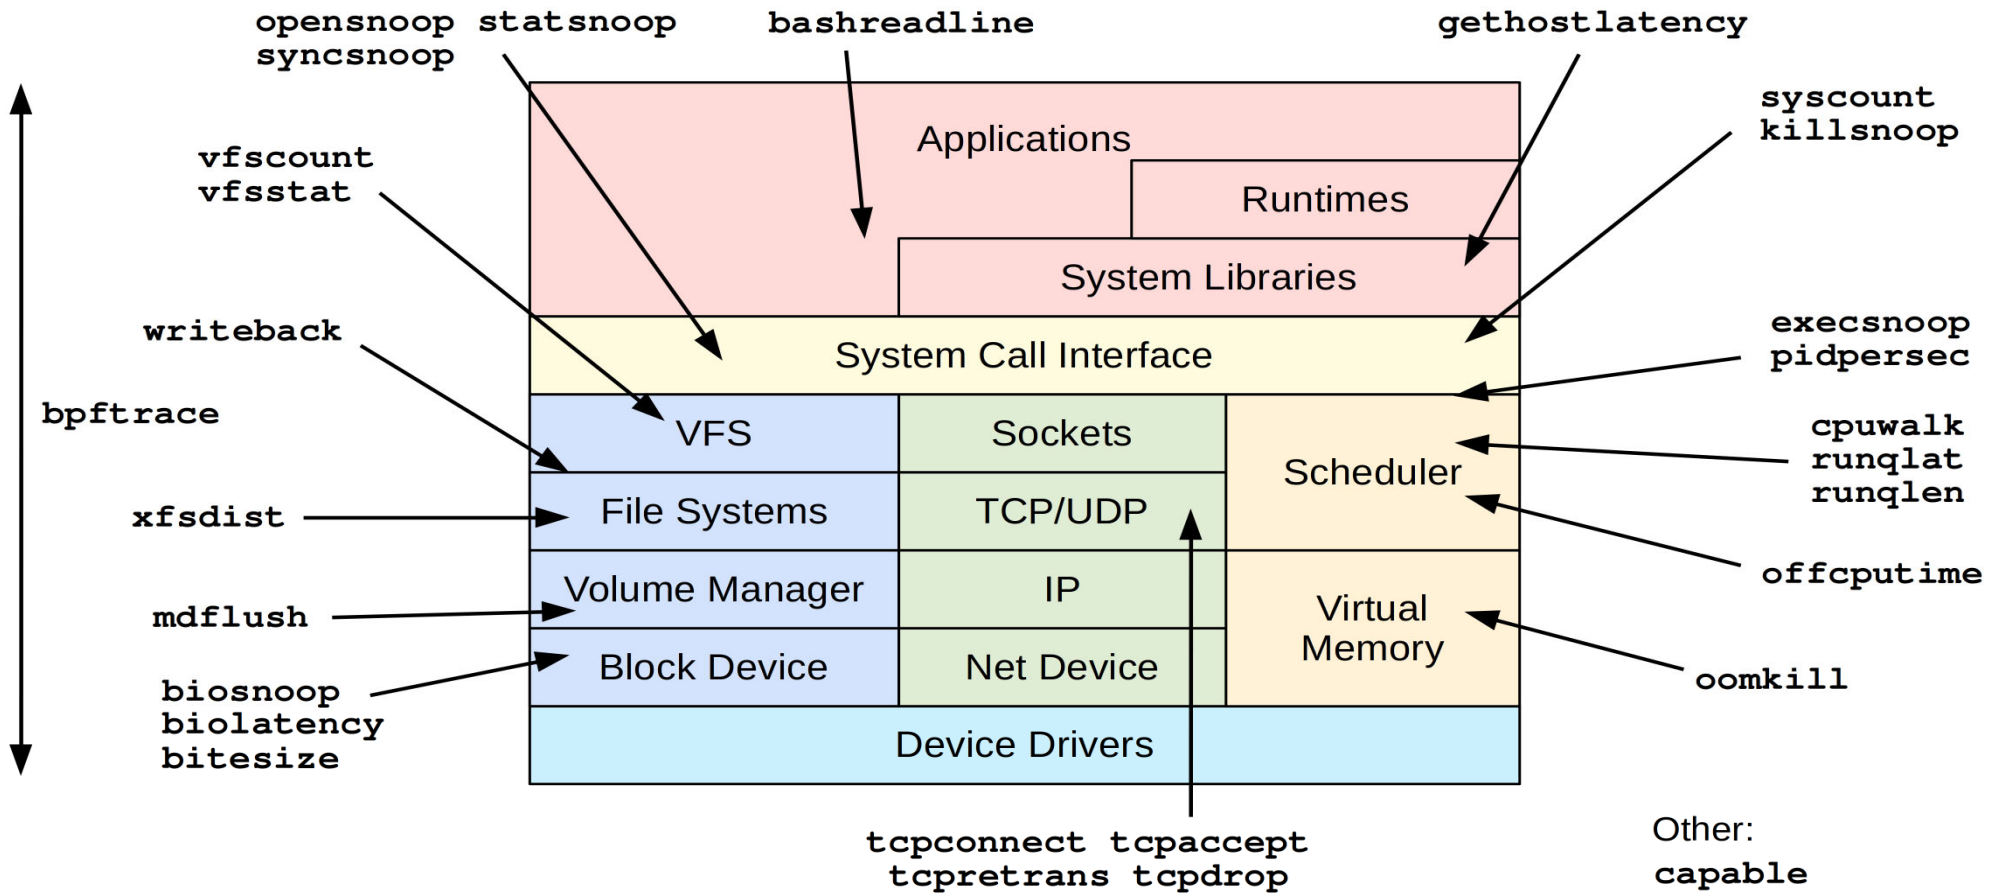 opensnoop statsnoop
syncsnoop
bashreadline
gethostlatency
syscount
killsnoop
vfscount
vfsstat
Applications
Runtimes
System Libraries
writeback
System Call Interface
execsnoop
pidpersec
bpftrace
VFS
Sockets
Scheduler
cpuwalk
runqlat
runqlen
xfsdist
File Systems
TCP/UDP
offcputime
mdflush
Volume Manager
IP
Virtual
Memory
oomkill
biosnoop
biolatency
bitesize
Block Device
Net Device
Device Drivers
tcpconnect tcpaccept
tcpretrans tcpdrop
Other:
capable